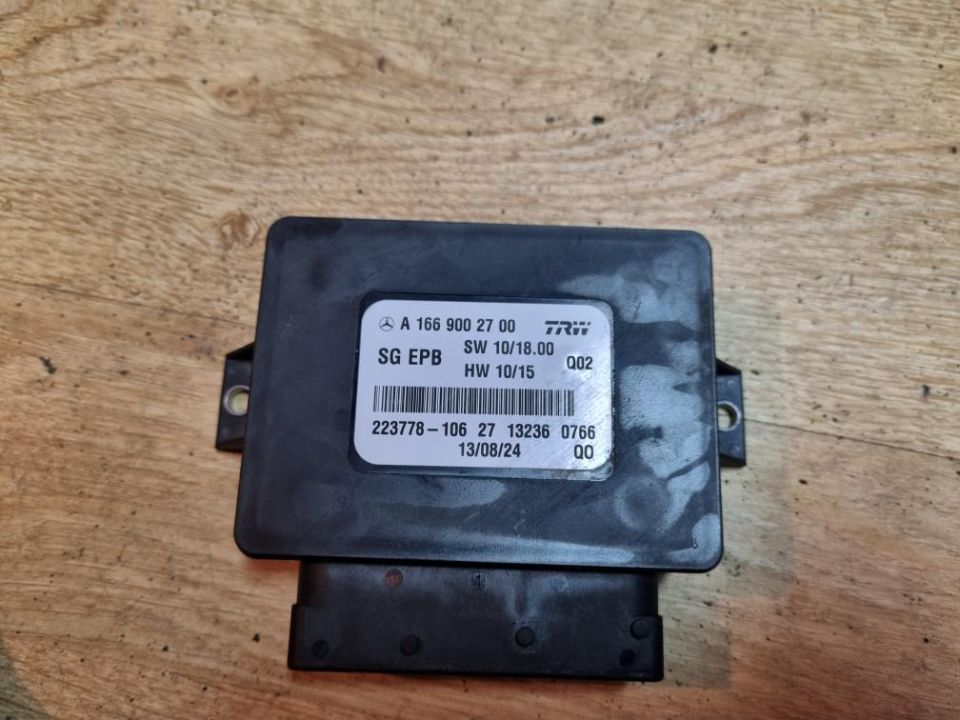 A 166 900 27 00 TRW
SG EPB SW 10/18.00 Q02
HW 10/15
223778-106 27 13236 0766
13/08/24 QO